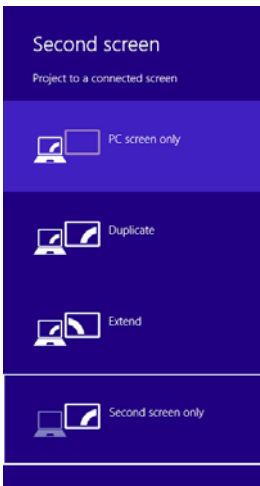 Second screen
Project to a connected screen
PC screen only
Duplicate
Extend
Second screen only